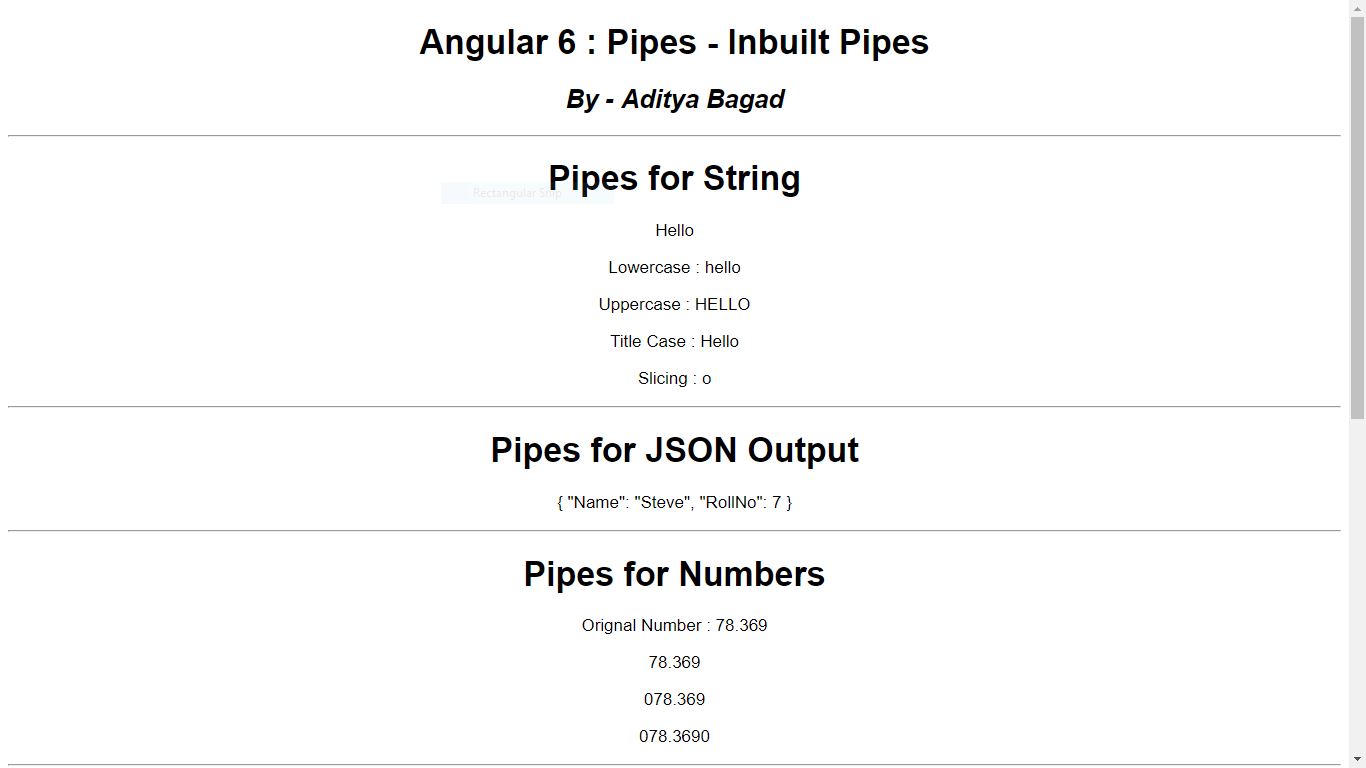 Angular 6 : Pipes - Inbuilt Pipes
By - Aditya Bagad
Pipes for String
Rectangular Snip
Hello
Lowercase : hello
Uppercase : HELLO
Title Case : Hello
Slicing : o
Pipes for JSON Output
{ "Name": "Steve", "RollNo": 7 }
Pipes for Numbers
Orignal Number : 78.369
78.369
078.369
078.3690